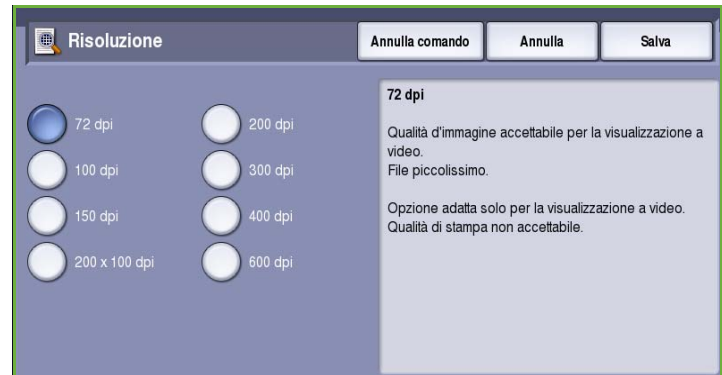 Risoluzione
Annulla comando
Annulla
Salva
72 dpi
100 dpi
150 dpi
200 x 100 dpi
200 dpi
300 dpi
400 dpi
600 dpi
72 dpi
Qualità d'immagine accettabile per la visualizzazione a
video.
File piccolissimo.
Opzione adatta solo per la visualizzazione a video.
Qualità di stampa non accettabile.